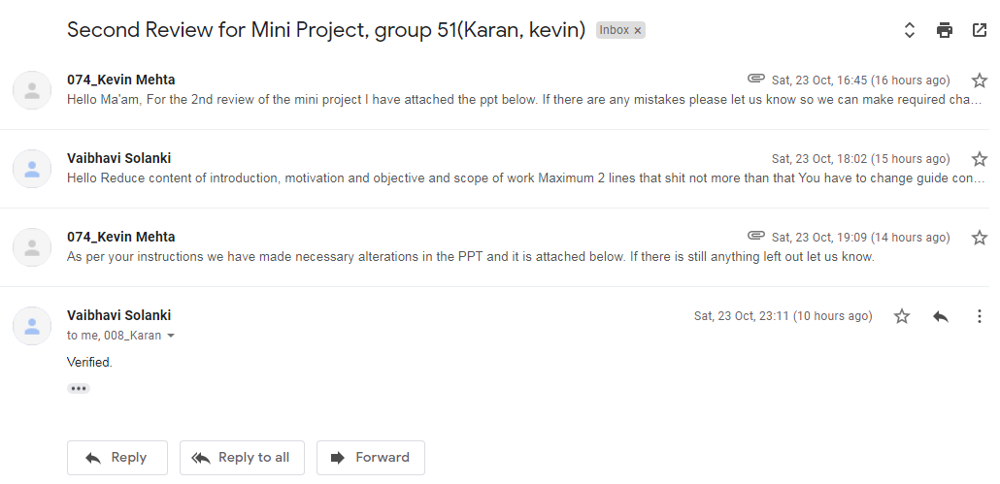 Second Review for Mini Project, group 51(Karan, kevin) Inbox ×
074_Kevin Mehta Sat, 23 Oct, 16:45 (16 hours ago)
Hello Ma'am, For the 2nd review of the mini project I have attached the ppt below. If there are any mistakes please let us know so we can make required cha…
Vaibhavi Solanki Sat, 23 Oct, 18:02 (15 hours ago)
Hello Reduce content of introduction, motivation and objective and scope of work Maximum 2 lines that shit not more than that You have to change guide con…
074_Kevin Mehta Sat, 23 Oct, 19:09 (14 hours ago)
As per your instructions we have made necessary alterations in the PPT and it is attached below. If there is still anything left out let us know.
Vaibhavi Solanki Sat, 23 Oct, 23:11 (10 hours ago)
to me, 008_Karan
Verified.
Reply Reply to all Forward